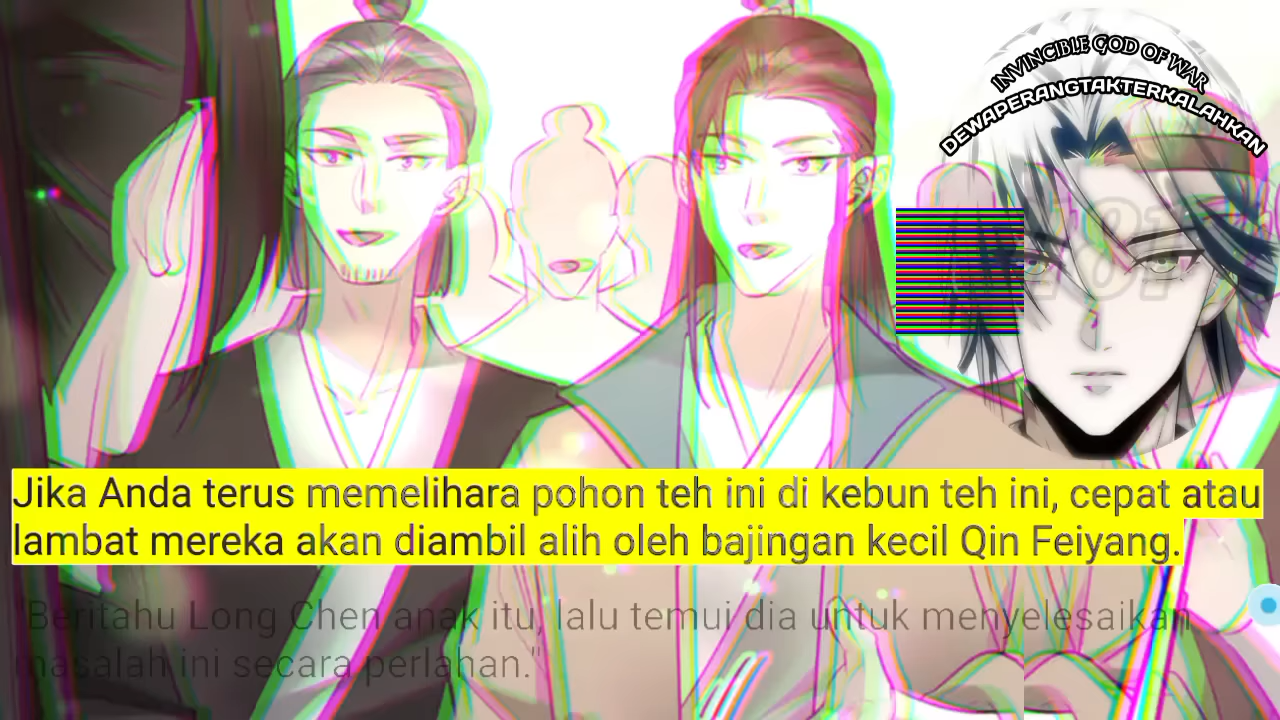 INVINCIBLE GOD OF WAR
DEWAPERANGTAKTERKALAHKAN
Jika Anda terus memelihara pohon teh ini di kebun teh ini, cepat atau
lambat mereka akan diambil alih oleh bajingan kecil Qin Feiyang.
"Beritahu Long Chen anak itu, lalu temui dia untuk menyelesaikan
masalah ini secara perlahan."